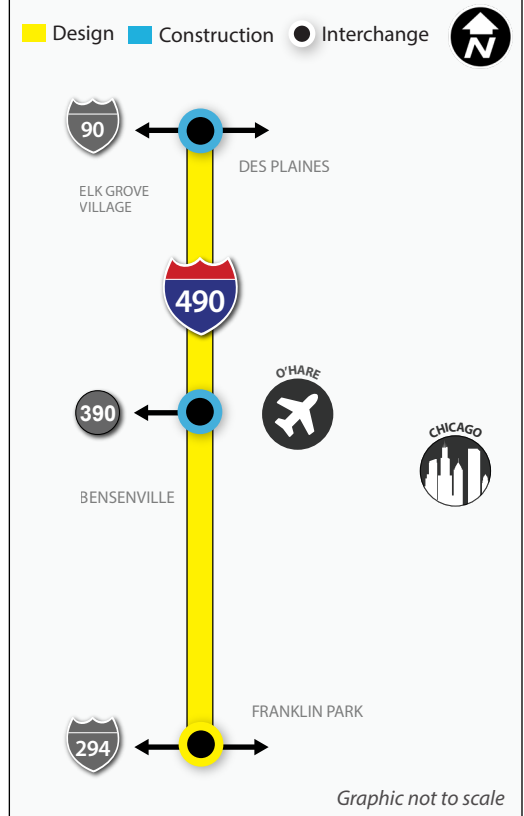 Design Construction Interchange N
90
DES PLAINES
ELK GROVE
VILLAGE
490
O'HARE
390
CHICAGO
BENSENVILLE
FRANKLIN PARK
294
Graphic not to scale